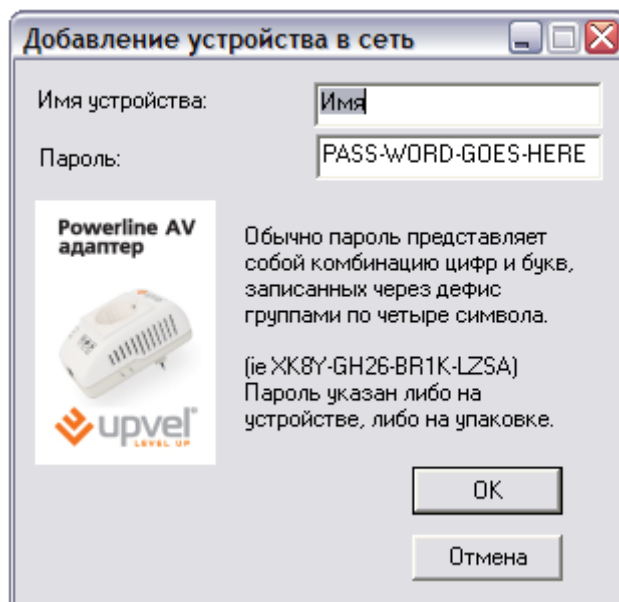 Добавление устройства в сеть
Имя устройства:
Имя
Пароль:
PASS-WORD-GOES-HERE
Powerline AV
адаптер
upvel
LEVEL UP
Обычно пароль представляет
собой комбинацию цифр и букв,
записанных через дефис
группами по четыре символа.
(ie XK8Y-GH26-BR1K-LZSA)
Пароль указан либо на
устройстве, либо на упаковке.
OK
Отмена